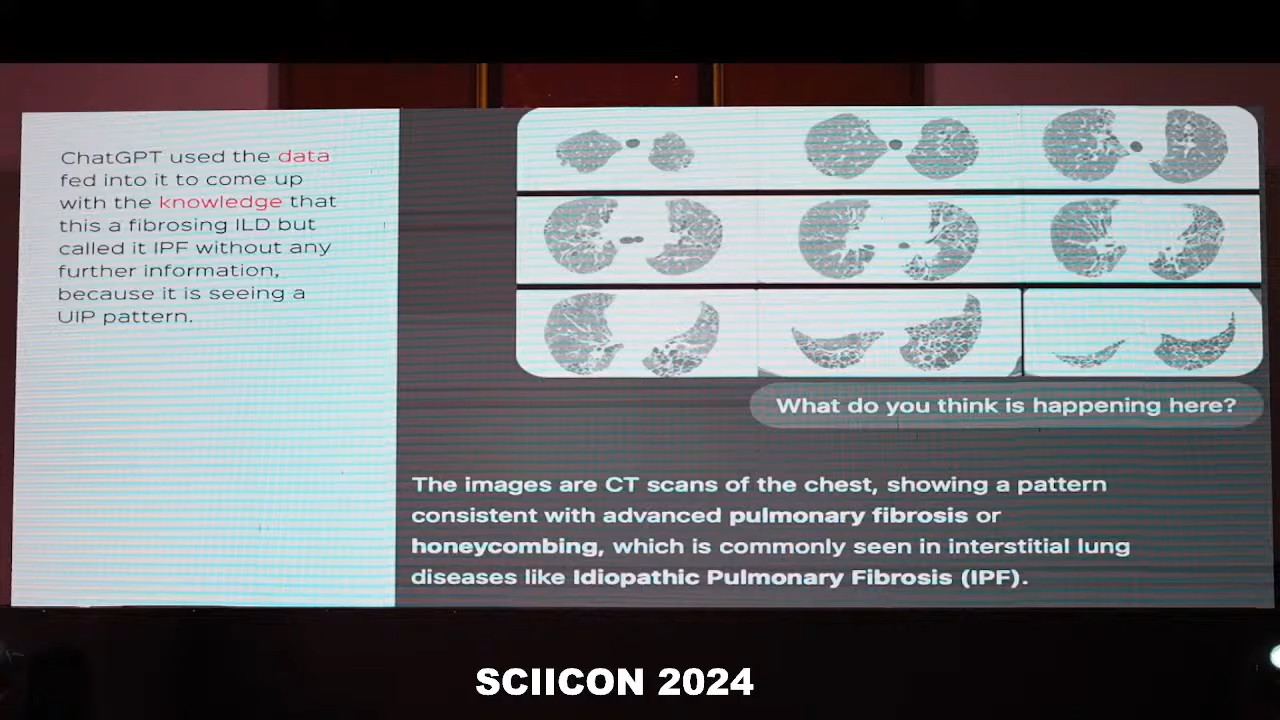 ChatGPT used the data
fed into it to come up
with the knowledge that
this a fibrosing ILD but
called it IPF without any
further information,
because it is seeing a
UIP pattern.
What do you think is happening here?
The images are CT scans of the chest, showing a pattern
consistent with advanced pulmonary fibrosis or
honeycombing, which is commonly seen in interstitial lung
diseases like Idiopathic Pulmonary Fibrosis (IPF).
SCIICON 2024